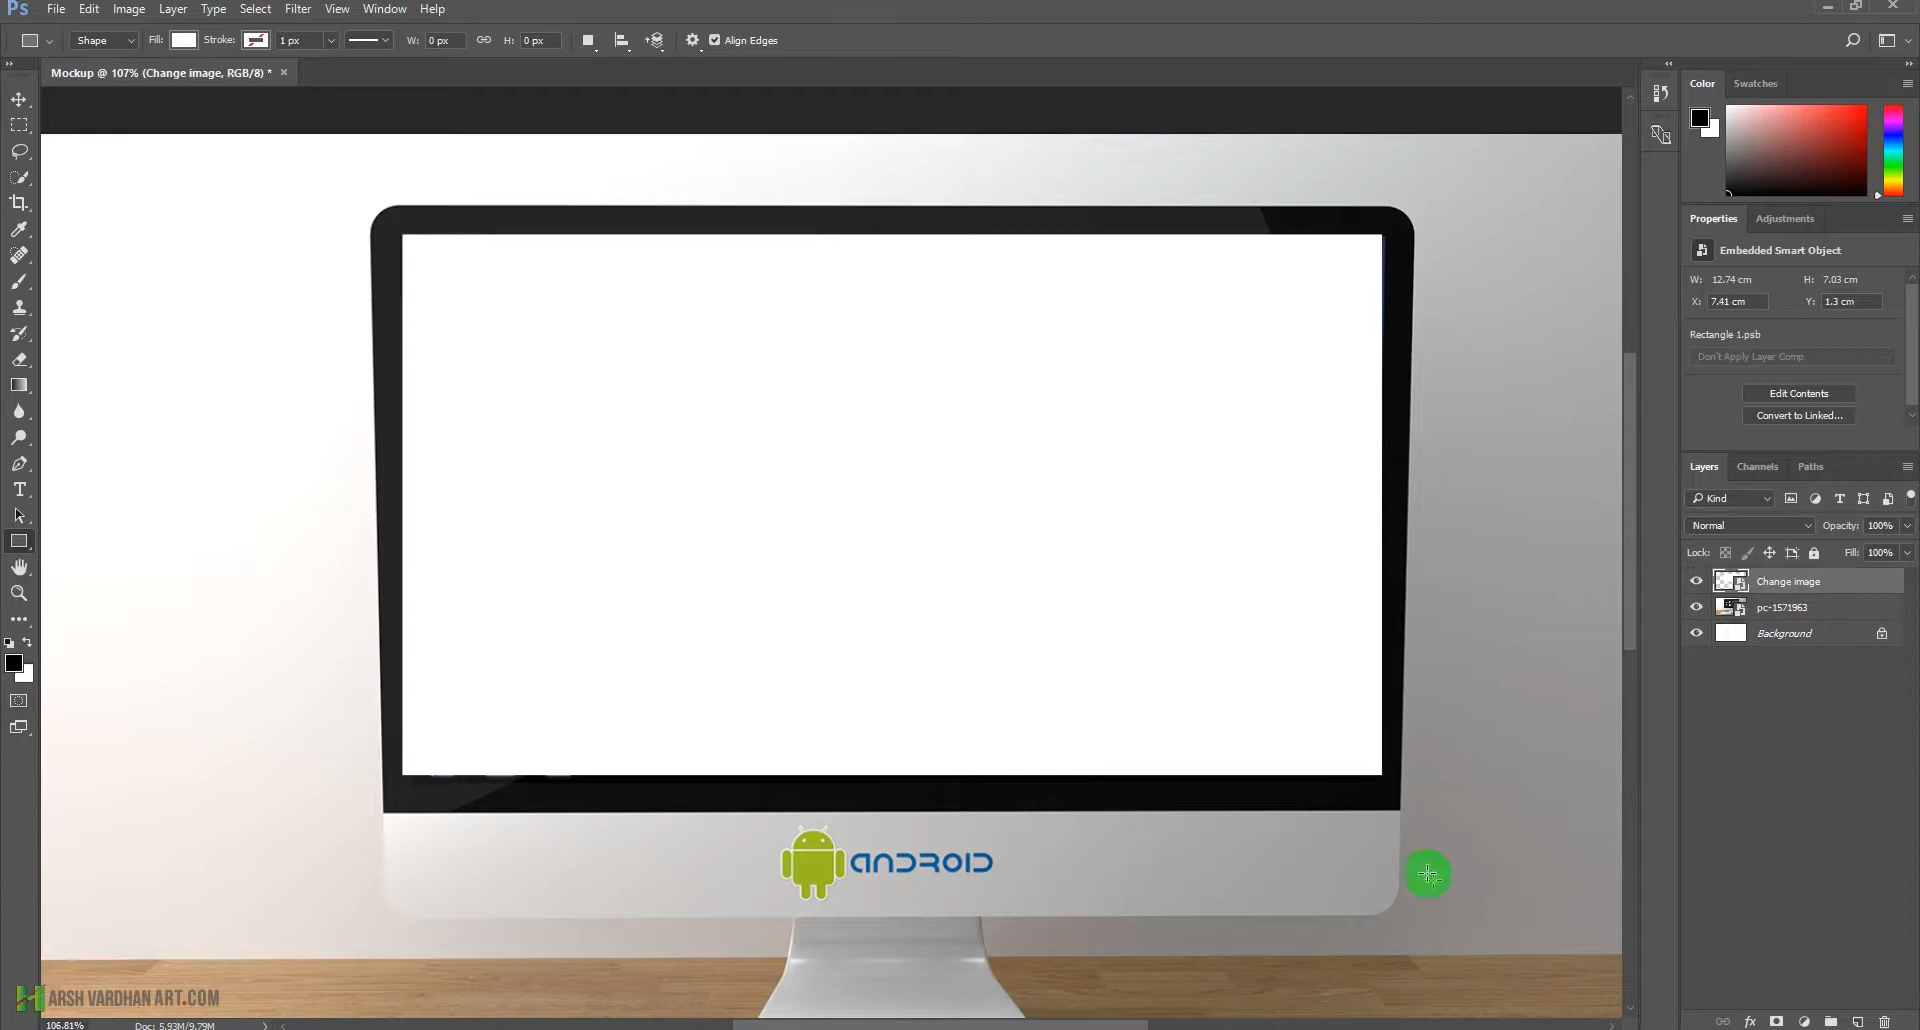 Ps File Edit Image Layer Type Select Filter View Window Help
Shape Fill: Stroke: 1 px W: 0 px H: 0 px Align Edges
Mockup @ 107% (Change image, RGB/8) * ×
Color Swatches
Properties Adjustments
Embedded Smart Object
W: 12.74 cm H: 7.03 cm
X: 7.41 cm Y: 1.3 cm
Rectangle 1.psb
Don't Apply Layer Comp
Edit Contents
Convert to Linked...
Layers Channels Paths
Kind
Normal Opacity: 100%
Lock: Fill: 100%
Change image
pc-1571963
Background
ANDROID
HARSH VARDHAN ART.COM
106.81% Doc: 5.93M/9.79M